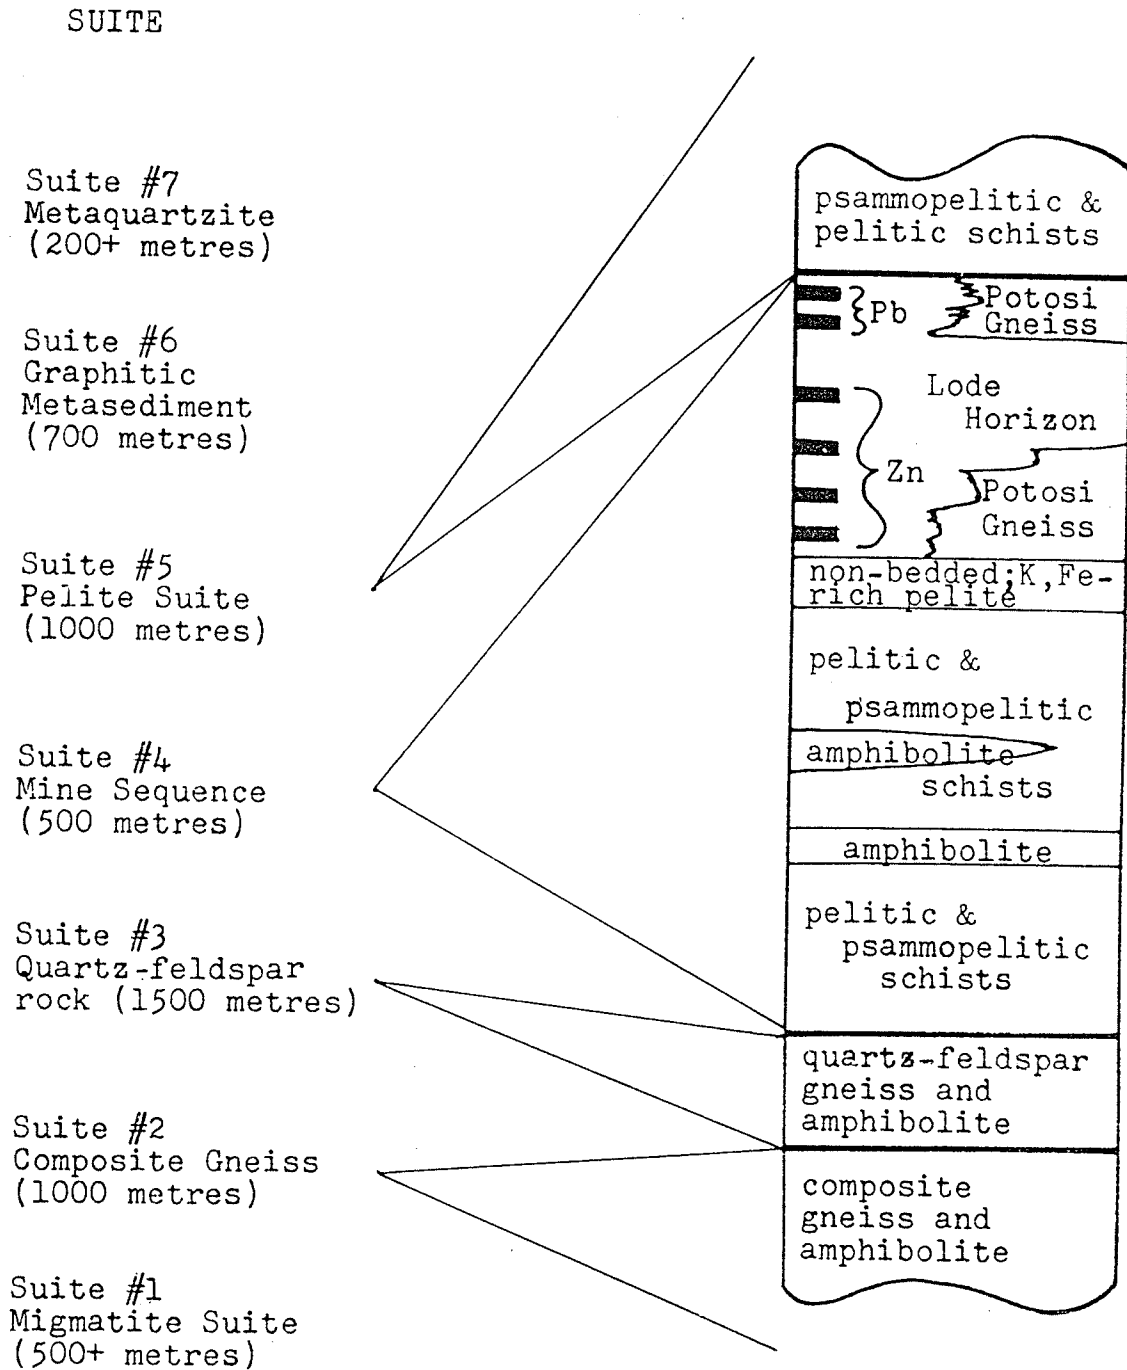 SUITE
Suite #7
Metaquartzite
(200+ metres)
Suite #6
Graphitic
Metasediment
(700 metres)
Suite #5
Pelite Suite
(1000 metres)
Suite #4
Mine Sequence
(500 metres)
Suite #3
Quartz-feldspar
rock (1500 metres)
Suite #2
Composite Gneiss
(1000 metres)
Suite #1
Migmatite Suite
(500+ metres)
psammopelitic &
pelitic schists
Pb
Potosi
Gneiss
Lode
Horizon
Zn
Potosi
Gneiss
non-bedded;K,Fe-
rich pelite
pelitic &
psammopelitic
amphibolite
schists
amphibolite
pelitic &
psammopelitic
schists
quartz-feldspar
gneiss and
amphibolite
composite
gneiss and
amphibolite